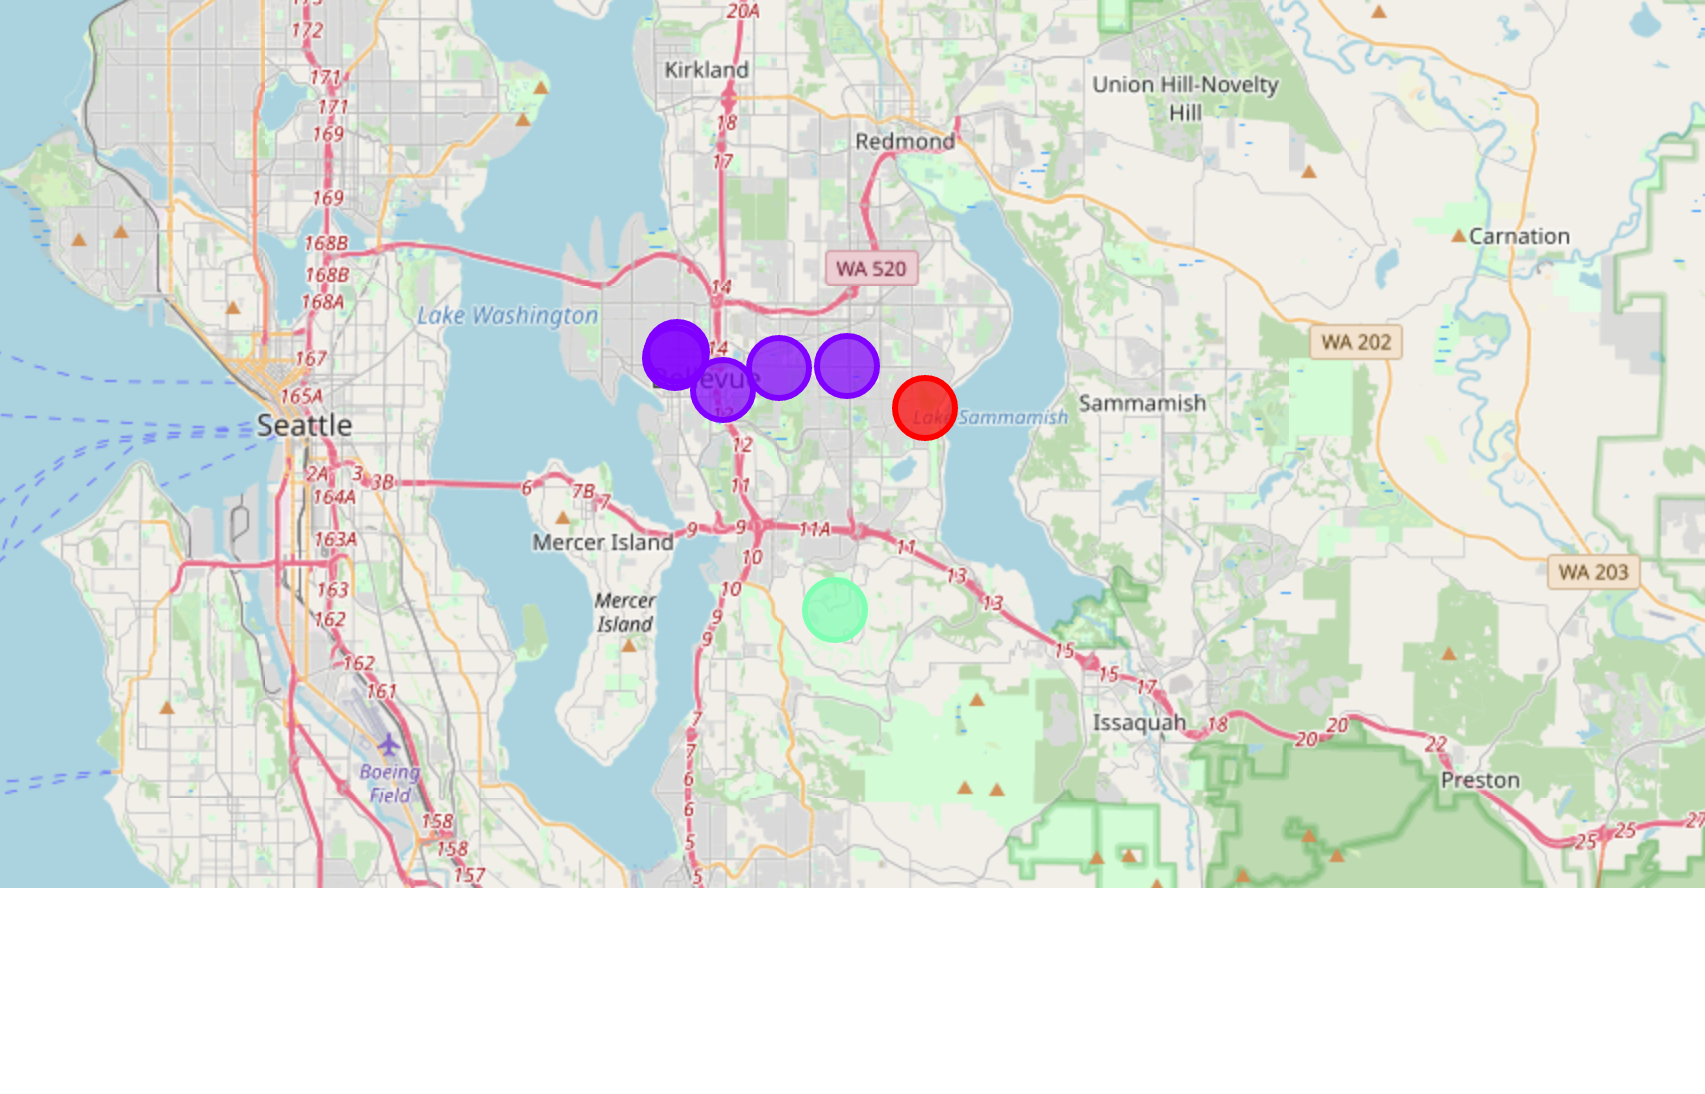 173
20A
172
Kirkland
171
Union Hill-Novelty
Hill
171
18
169
Redmond
17
169
Carnation
168B
WA 520
168B
14
168A
Lake Washington
WA 202
14
167
Bellevue
165A
Sammamish
Lake Sammamish
12
Seattle
12
2A
3
3B
11
6
7B
7
164A
9
9
11A
163A
Mercer Island
11
10
WA 203
13
163
10
Mercer
Island
13
9
162
9
15
162
15
161
17
7
Issaquah
18
20
20
22
7
Boeing
Field
6
Preston
6
158
25
25
27
5
158
157
5